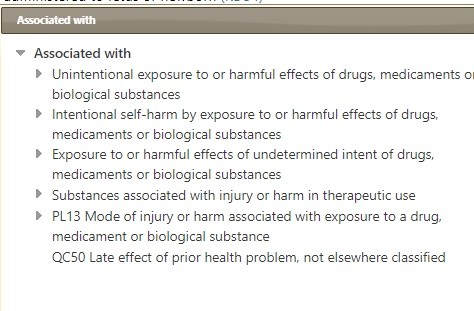 Associated with
Associated with
Unintentional exposure to or harmful effects of drugs, medicaments or
biological substances
Intentional self-harm by exposure to or harmful effects of drugs,
medicaments or biological substances
Exposure to or harmful effects of undetermined intent of drugs,
medicaments or biological substances
Substances associated with injury or harm in therapeutic use
PL13 Mode of injury or harm associated with exposure to a drug,
medicament or biological substance
QC50 Late effect of prior health problem, not elsewhere classified